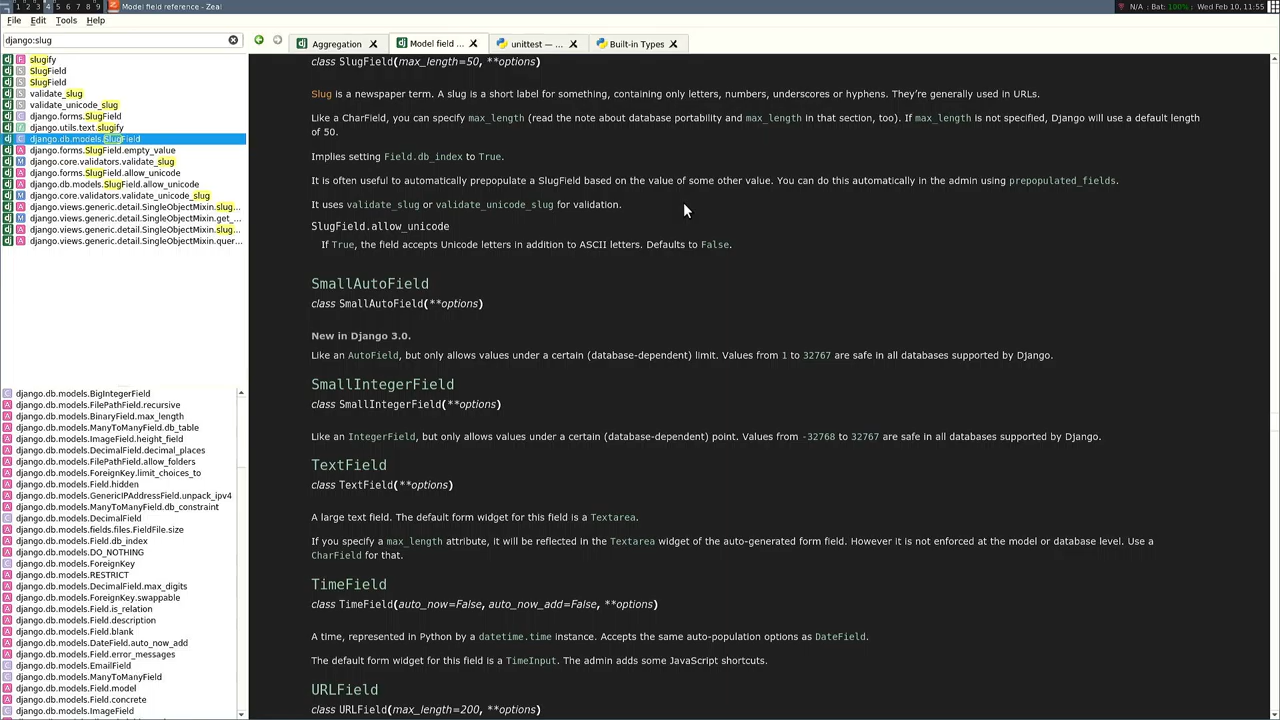 1 2 3 4 5 6 7 8 9 Model field reference - Zeal N/A : Bat: 100% Wed Feb 10, 11:55
File Edit Tools Help
django:slug
Aggregation Model field ... unittest — ... Built-in Types
slugify
SlugField
SlugField
validate_slug
validate_unicode_slug
django.forms.SlugField
django.utils.text.slugify
django.db.models.SlugField
django.forms.SlugField.empty_value
django.core.validators.validate_slug
django.forms.SlugField.allow_unicode
django.db.models.SlugField.allow_unicode
django.core.validators.validate_unicode_slug
django.views.generic.detail.SingleObjectMixin.slug...
django.views.generic.detail.SingleObjectMixin.get_...
django.views.generic.detail.SingleObjectMixin.slug...
django.views.generic.detail.SingleObjectMixin.quer...
django.db.models.BigIntegerField
django.db.models.FilePathField.recursive
django.db.models.BinaryField.max_length
django.db.models.ManyToManyField.db_table
django.db.models.ImageField.height_field
django.db.models.DecimalField.decimal_places
django.db.models.FilePathField.allow_folders
django.db.models.ForeignKey.limit_choices_to
django.db.models.Field.hidden
django.db.models.GenericIPAddressField.unpack_ipv4
django.db.models.ManyToManyField.db_constraint
django.db.models.DecimalField
django.db.models.fields.files.FieldFile.size
django.db.models.Field.db_index
django.db.models.DO_NOTHING
django.db.models.ForeignKey
django.db.models.RESTRICT
django.db.models.DecimalField.max_digits
django.db.models.ForeignKey.swappable
django.db.models.Field.is_relation
django.db.models.Field.description
django.db.models.Field.blank
django.db.models.DateField.auto_now_add
django.db.models.Field.error_messages
django.db.models.EmailField
django.db.models.ManyToManyField
django.db.models.Field.model
django.db.models.Field.concrete
django.db.models.ImageField
class SlugField(max_length=50, **options)
Slug is a newspaper term. A slug is a short label for something, containing only letters, numbers, underscores or hyphens. They're generally used in URLs.
Like a CharField, you can specify max_length (read the note about database portability and max_length in that section, too). If max_length is not specified, Django will use a default length
of 50.
Implies setting Field.db_index to True.
It is often useful to automatically prepopulate a SlugField based on the value of some other value. You can do this automatically in the admin using prepopulated_fields.
It uses validate_slug or validate_unicode_slug for validation.
SlugField.allow_unicode
If True, the field accepts Unicode letters in addition to ASCII letters. Defaults to False.
SmallAutoField
class SmallAutoField(**options)
New in Django 3.0.
Like an AutoField, but only allows values under a certain (database-dependent) limit. Values from 1 to 32767 are safe in all databases supported by Django.
SmallIntegerField
class SmallIntegerField(**options)
Like an IntegerField, but only allows values under a certain (database-dependent) point. Values from -32768 to 32767 are safe in all databases supported by Django.
TextField
class TextField(**options)
A large text field. The default form widget for this field is a Textarea.
If you specify a max_length attribute, it will be reflected in the Textarea widget of the auto-generated form field. However it is not enforced at the model or database level. Use a
CharField for that.
TimeField
class TimeField(auto_now=False, auto_now_add=False, **options)
A time, represented in Python by a datetime.time instance. Accepts the same auto-population options as DateField.
The default form widget for this field is a TimeInput. The admin adds some JavaScript shortcuts.
URLField
class URLField(max_length=200, **options)